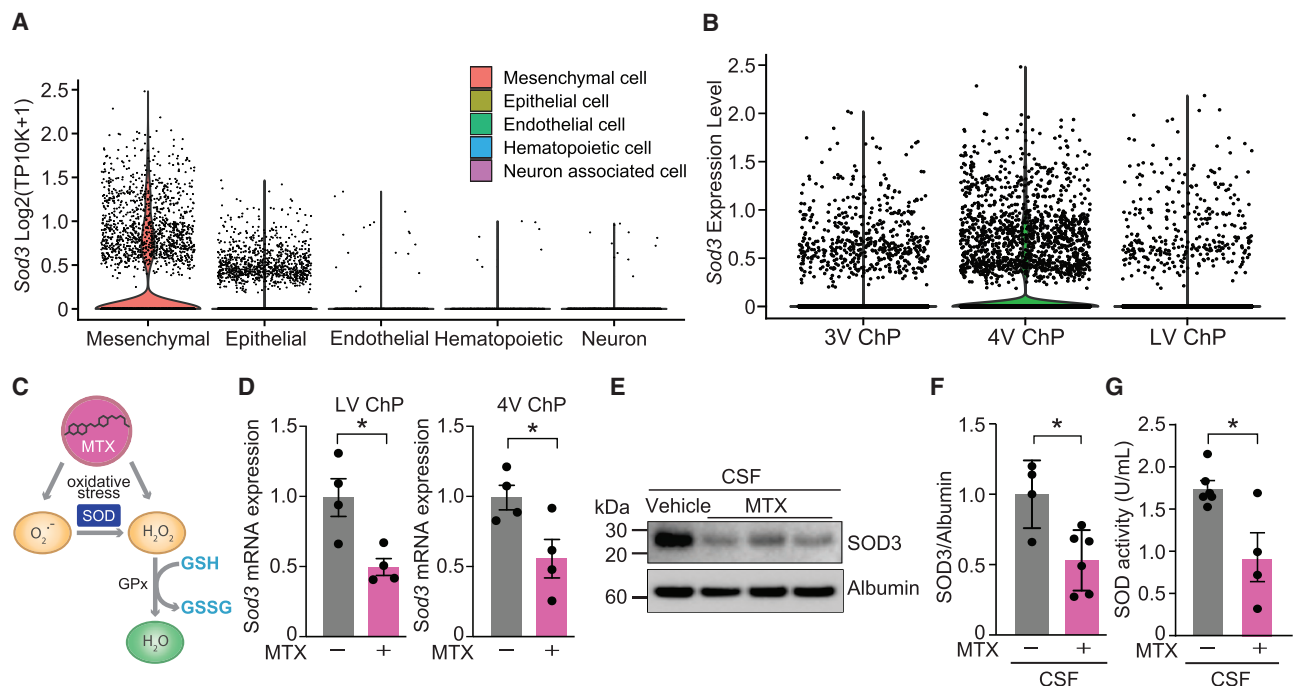 A
Sod3 Log2(TP10K+1)
2.5
2.0
1.5
1.0
0.5
0
Mesenchymal Epithelial Endothelial Hematopoietic Neuron
Mesenchymal cell
Epithelial cell
Endothelial cell
Hematopoietic cell
Neuron associated cell
B
Sod3 Expression Level
2.5
2.0
1.5
1.0
0.5
0
3V ChP 4V ChP LV ChP
C
MTX
oxidative
stress
O2·- SOD H2O2
GSH
GPx
GSSG
H2O
D
LV ChP
Sod3 mRNA expression
1.5
1.0
0.5
0
*
MTX − +
4V ChP
Sod3 mRNA expression
1.5
1.0
0.5
0
*
− +
E
CSF
kDa Vehicle MTX
30
20
SOD3
60
Albumin
F
SOD3/Albumin
1.5
1.0
0.5
0
*
MTX − +
CSF
G
SOD activity (U/mL)
2.5
2.0
1.5
1.0
0.5
0
*
MTX − +
CSF